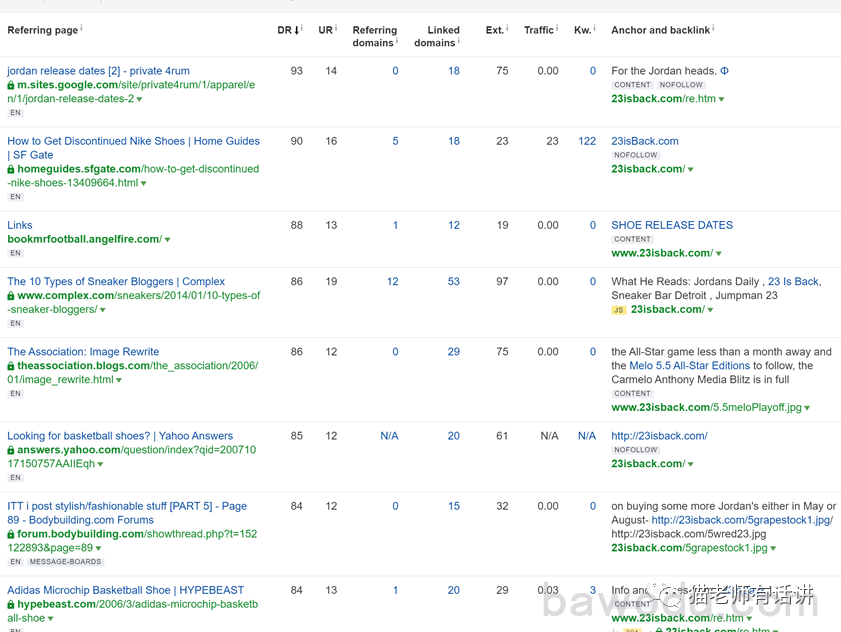 Referring page i DR ↓ i UR i Referring domains i Linked domains i Ext. i Traffic i Kw. i Anchor and backlink i
jordan release dates [2] - private 4rum 93 14 0 18 75 0.00 0 For the Jordan heads.
m.sites.google.com/site/private4rum/1/apparel/e CONTENT NOFOLLOW
n/1/jordan-release-dates-2 23isback.com/re.htm
EN
How to Get Discontinued Nike Shoes | Home Guides 90 16 5 18 23 23 122 23isBack.com
| SF Gate NOFOLLOW
homeguides.sfgate.com/how-to-get-discontinued 23isback.com/
-nike-shoes-13409664.html
EN
Links 88 13 1 12 19 0.00 0 SHOE RELEASE DATES
bookmrfootball.angelfire.com/ CONTENT
EN www.23isback.com/
The 10 Types of Sneaker Bloggers | Complex 86 19 12 53 97 0.00 0 What He Reads: Jordans Daily , 23 Is Back,
www.complex.com/sneakers/2014/01/10-types-of Sneaker Bar Detroit , Jumpman 23
-sneaker-bloggers/ JS 23isback.com/
EN
The Association: Image Rewrite 86 12 0 29 75 0.00 0 the All-Star game less than a month away and
theassociation.blogs.com/the_association/2006/ the Melo 5.5 All-Star Editions to follow, the
01/image_rewrite.html Carmelo Anthony Media Blitz is in full
EN CONTENT
www.23isback.com/5.5meloPlayoff.jpg
Looking for basketball shoes? | Yahoo Answers 85 12 N/A 20 61 N/A N/A http://23isback.com/
answers.yahoo.com/question/index?qid=200710 NOFOLLOW
17150757AAIIEqh 23isback.com/
EN
ITT i post stylish/fashionable stuff [PART 5] - Page 84 12 0 15 32 0.00 0 on buying some more Jordan's either in May or
89 - Bodybuilding.com Forums August- http://23isback.com/5grapestock1.jpg/
forum.bodybuilding.com/showthread.php?t=152 http://23isback.com/5wred23.jpg
122893&page=89 23isback.com/5grapestock1.jpg
EN MESSAGE-BOARDS
Adidas Microchip Basketball Shoe | HYPEBEAST 84 13 1 20 29 0.03 3 Info and
hypebeast.com/2006/3/adidas-microchip-basketb CONTENT
all-shoe www.23isback.com/re.htm
EN 23isback.com/re.htm
猫老师有话讲